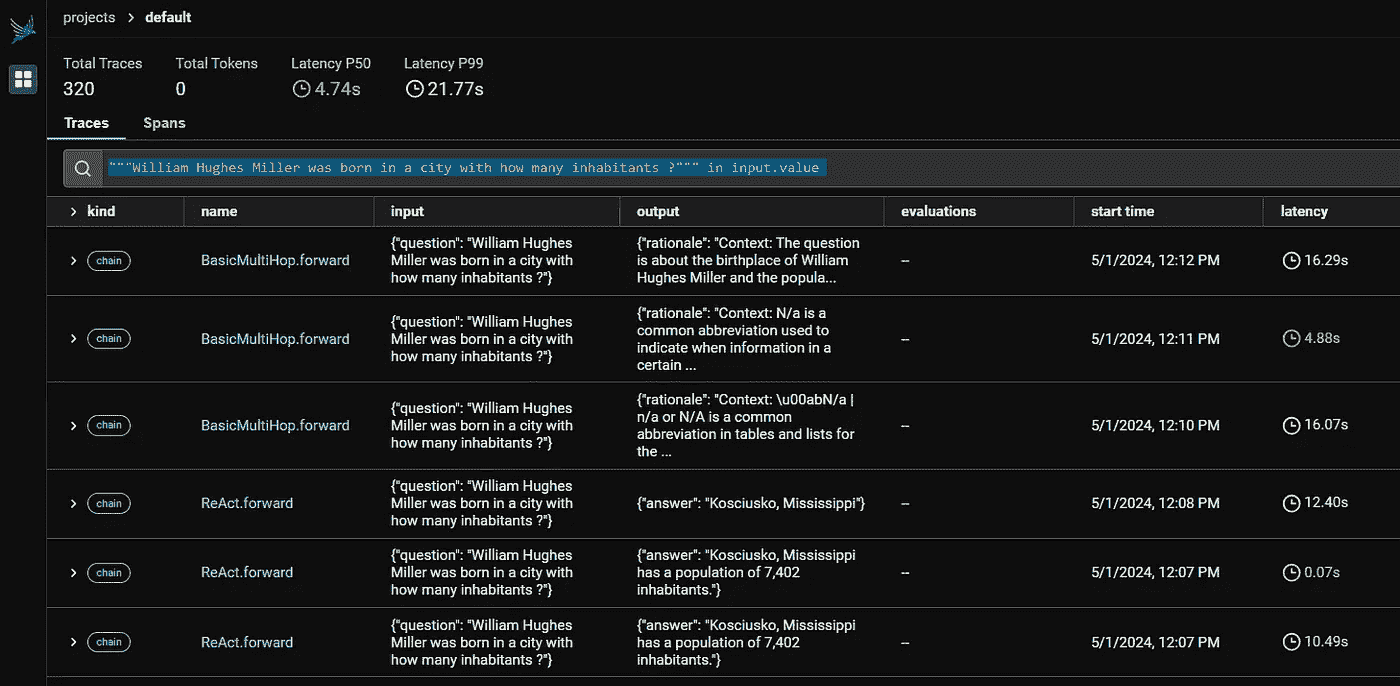 projects > default
Total Traces Total Tokens Latency P50 Latency P99
320 0 4.74s 21.77s
Traces Spans
"""William Hughes Miller was born in a city with how many inhabitants ?""" in input.value
kind name input output evaluations start time latency
chain BasicMultiHop.forward {"question": "William Hughes Miller was born in a city with how many inhabitants ?"} {"rationale": "Context: The question is about the birthplace of William Hughes Miller and the popula... -- 5/1/2024, 12:12 PM 16.29s
chain BasicMultiHop.forward {"question": "William Hughes Miller was born in a city with how many inhabitants ?"} {"rationale": "Context: N/a is a common abbreviation used to indicate when information in a certain ... -- 5/1/2024, 12:11 PM 4.88s
chain BasicMultiHop.forward {"question": "William Hughes Miller was born in a city with how many inhabitants ?"} {"rationale": "Context: \u00abN/a | n/a or N/A is a common abbreviation in tables and lists for the ... -- 5/1/2024, 12:10 PM 16.07s
chain ReAct.forward {"question": "William Hughes Miller was born in a city with how many inhabitants ?"} {"answer": "Kosciusko, Mississippi"} -- 5/1/2024, 12:08 PM 12.40s
chain ReAct.forward {"question": "William Hughes Miller was born in a city with how many inhabitants ?"} {"answer": "Kosciusko, Mississippi has a population of 7,402 inhabitants."} -- 5/1/2024, 12:07 PM 0.07s
chain ReAct.forward {"question": "William Hughes Miller was born in a city with how many inhabitants ?"} {"answer": "Kosciusko, Mississippi has a population of 7,402 inhabitants."} -- 5/1/2024, 12:07 PM 10.49s